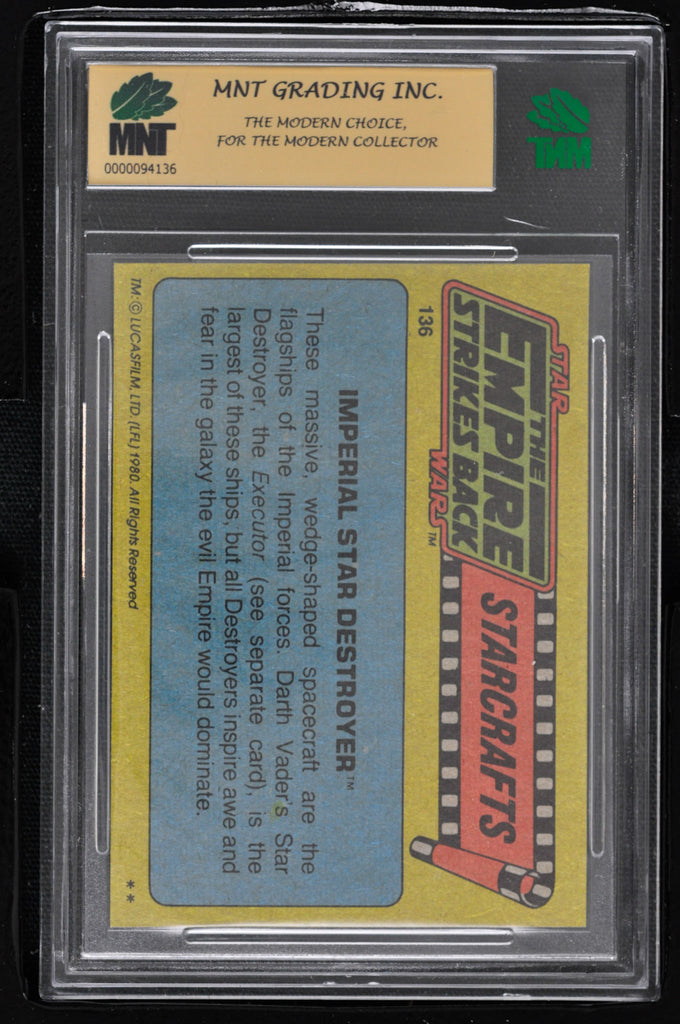 MNT GRADING INC.
THE MODERN CHOICE,
FOR THE MODERN COLLECTOR
MNT
0000094136
MNT
STAR
THE
EMPIRE
STRIKES BACK
WARS™
STARCRAFTS
136
IMPERIAL STAR DESTROYER™
These massive, wedge-shaped spacecraft are the
flagships of the Imperial forces. Darth Vader's Star
Destroyer, the Executor (see separate card), is the
largest of these ships, but all Destroyers inspire awe and
fear in the galaxy the evil Empire would dominate.
TM: © LUCASFILM, LTD. (LFL) 1980. All Rights Reserved
**